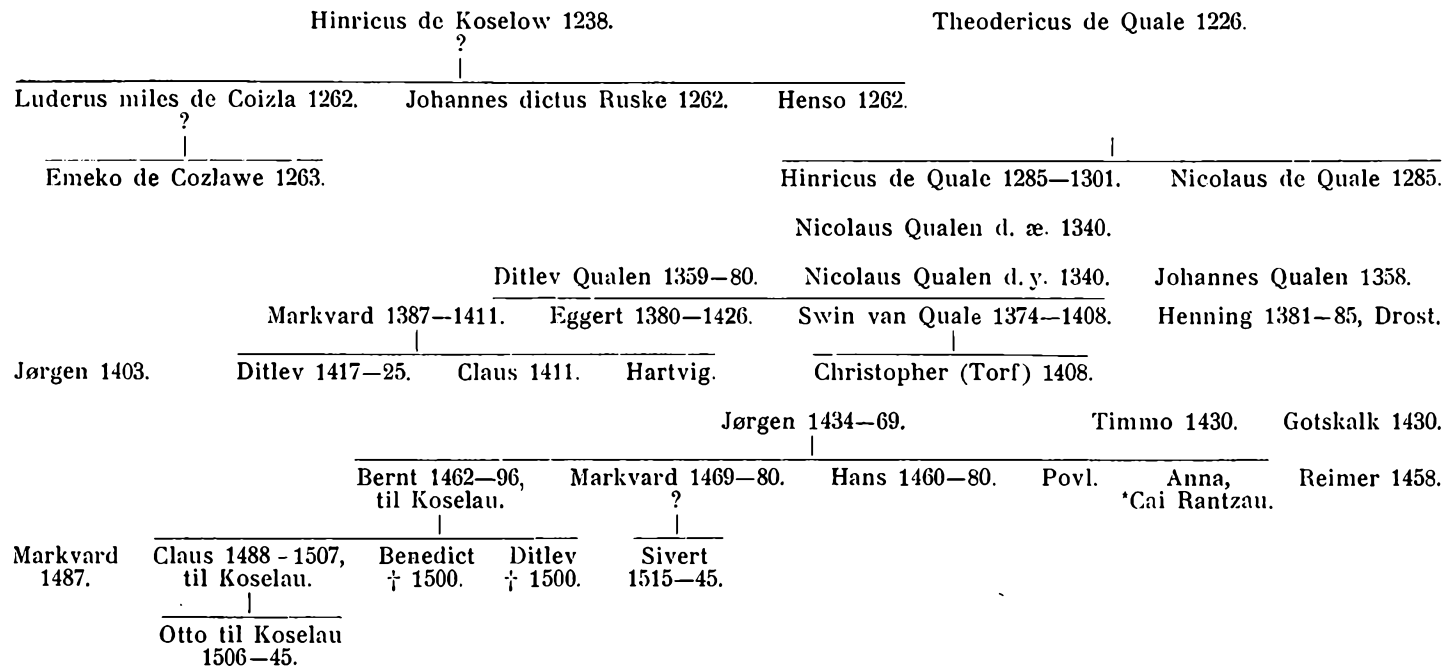 Hinricus de Koselow 1238. Theodericus de Quale 1226.
?
Luderus miles de Coizla 1262. Johannes dictus Ruske 1262. Henso 1262.
?
Emeko de Cozlawe 1263. Hinricus de Quale 1285—1301. Nicolaus de Quale 1285.
Nicolaus Qualen d. æ. 1340.
Ditlev Qualen 1359—80. Nicolaus Qualen d. y. 1340. Johannes Qualen 1358.
Markvard 1387—1411. Eggert 1380—1426. Swin van Quale 1374—1408. Henning 1381—85, Drost.
Jørgen 1403. Ditlev 1417—25. Claus 1411. Hartvig. Christopher (Torf) 1408.
Jørgen 1434—69. Timmo 1430. Gotskalk 1430.
Bernt 1462—96, Markvard 1469—80. Hans 1460—80. Povl. Anna, Reimer 1458.
til Koselau. ? *Cai Rantzau.
Markvard Claus 1488-1507, Benedict Ditlev Sivert
1487. til Koselau. † 1500. † 1500. 1515—45.
Otto til Koselau
1506—45.